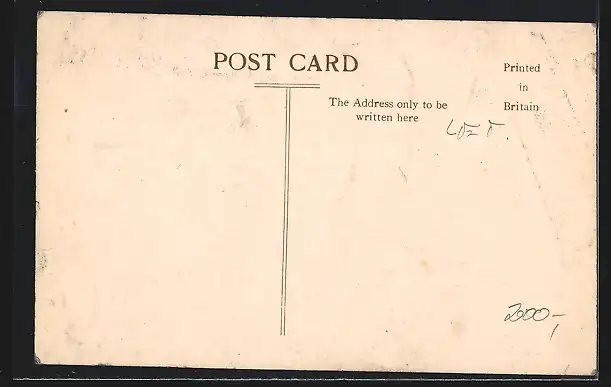 POST CARD
Printed
in
Britain
The Address only to be
written here
2000,-